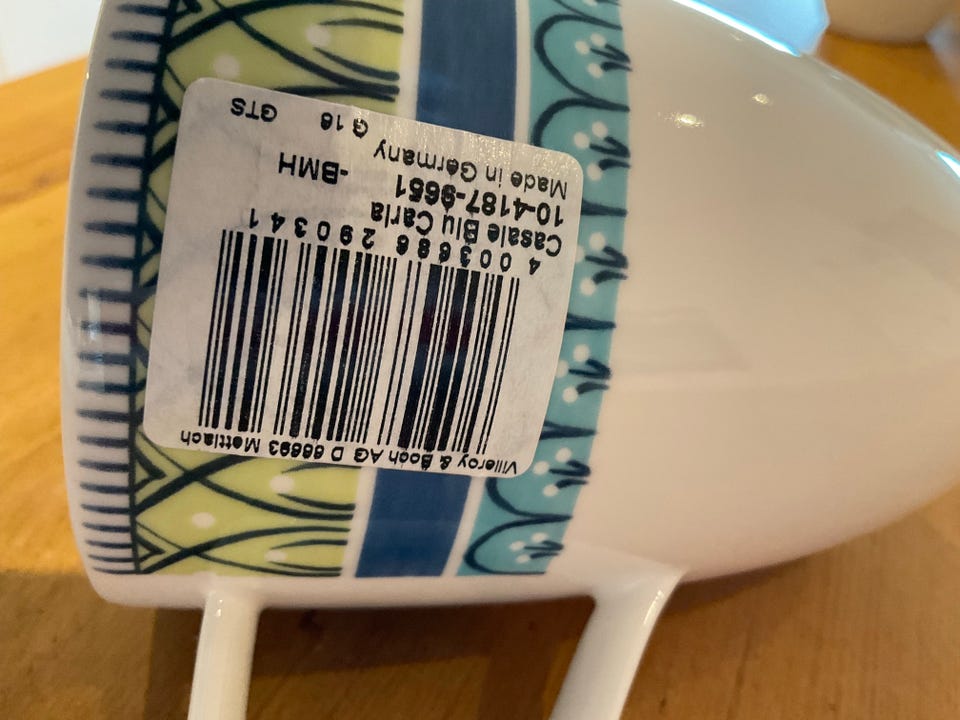 Villeroy & Boch AG D 66693 Mettlach
4 003686 290341
Casale Blu Carla
10-4187-9651 -BMH
Made in Germany G GTS